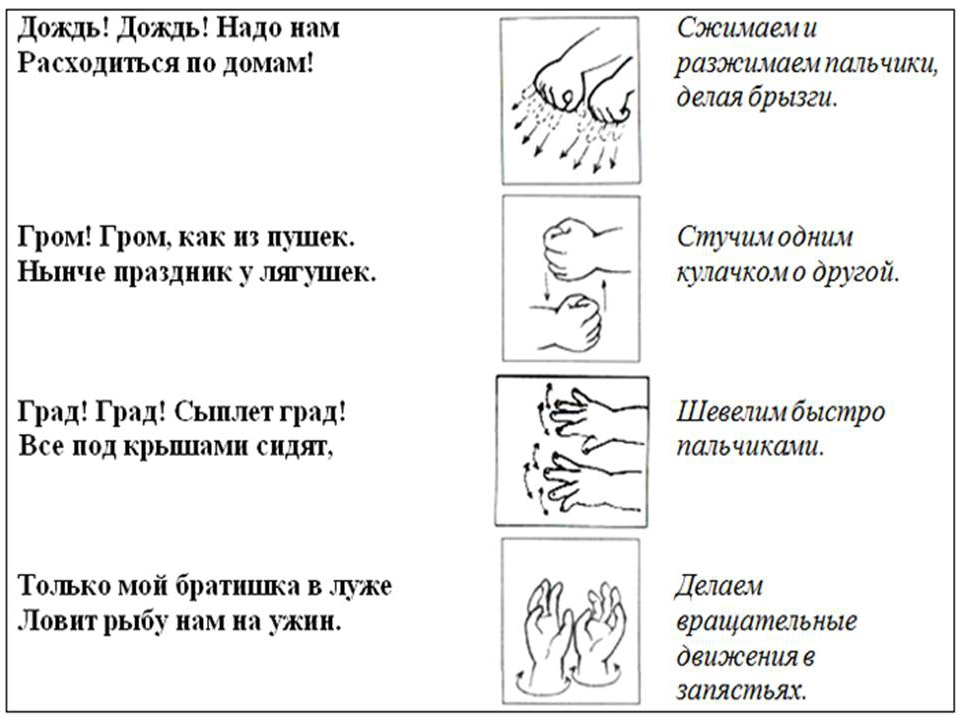 Дождь! Дождь! Надо нам
Расходиться по домам!
Сжимаем и
разжимаем пальчики,
делая брызги.
Гром! Гром, как из пушек.
Нынче праздник у лягушек.
Стучим одним
кулачком о другой.
Град! Град! Сыплет град!
Все под крышами сидят,
Шевелим быстро
пальчиками.
Только мой братишка в луже
Ловит рыбу нам на ужин.
Делаем
вращательные
движения в
запястьях.